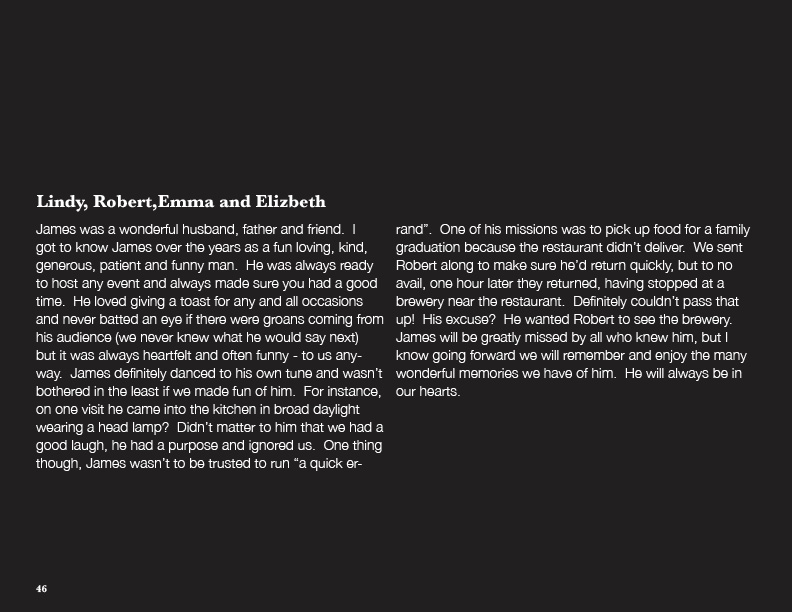 Lindy, Robert,Emma and Elizbeth
James was a wonderful husband, father and friend.  I
got to know James over the years as a fun loving, kind,
generous, patient and funny man.  He was always ready
to host any event and always made sure you had a good
time.  He loved giving a toast for any and all occasions
and never batted an eye if there were groans coming from
his audience (we never knew what he would say next)
but it was always heartfelt and often funny - to us any-
way.  James definitely danced to his own tune and wasn’t
bothered in the least if we made fun of him.  For instance,
on one visit he came into the kitchen in broad daylight
wearing a head lamp?  Didn’t matter to him that we had a
good laugh, he had a purpose and ignored us.  One thing
though, James wasn’t to be trusted to run “a quick er-
rand”.  One of his missions was to pick up food for a family
graduation because the restaurant didn’t deliver.  We sent
Robert along to make sure he’d return quickly, but to no
avail, one hour later they returned, having stopped at a
brewery near the restaurant.  Definitely couldn’t pass that
up!  His excuse?  He wanted Robert to see the brewery.
James will be greatly missed by all who knew him, but I
know going forward we will remember and enjoy the many
wonderful memories we have of him.  He will always be in
our hearts.
46